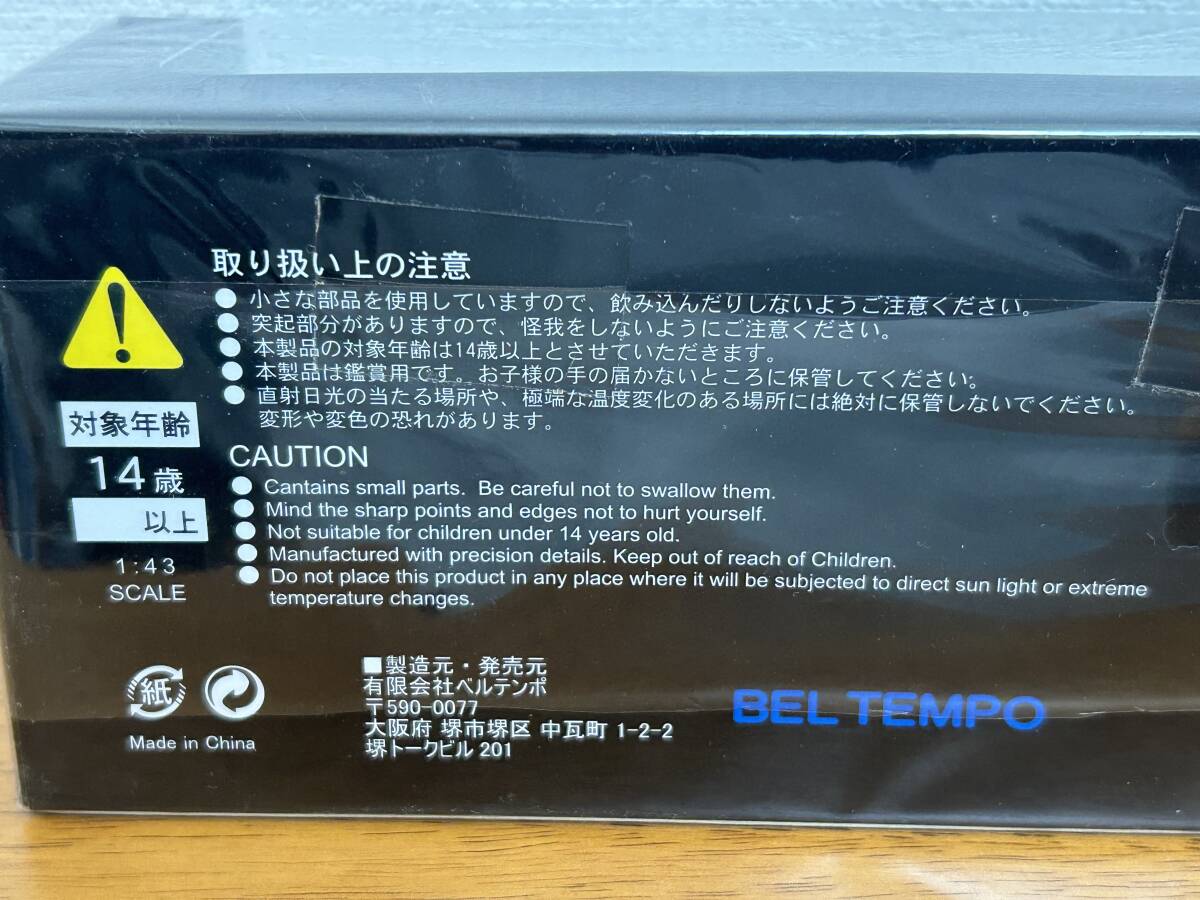 取り扱い上の注意
● 小さな部品を使用していますので、飲み込んだりしないようご注意ください。
● 突起部分がありますので、怪我をしないようにご注意ください。
● 本製品の対象年齢は14歳以上とさせていただきます。
● 本製品は鑑賞用です。お子様の手の届かないところに保管してください。
● 直射日光の当たる場所や、極端な温度変化のある場所には絶対に保管しないでください。
変形や変色の恐れがあります。
対象年齢
14歳
以上
1:43
SCALE
CAUTION
● Cantains small parts. Be careful not to swallow them.
● Mind the sharp points and edges not to hurt yourself.
● Not suitable for children under 14 years old.
● Manufactured with precision details. Keep out of reach of Children.
● Do not place this product in any place where it will be subjected to direct sun light or extreme
temperature changes.
紙
Made in China
■製造元・発売元
有限会社ベルテンポ
〒590-0077
大阪府 堺市堺区 中瓦町 1-2-2
堺トークビル 201
BEL TEMPO